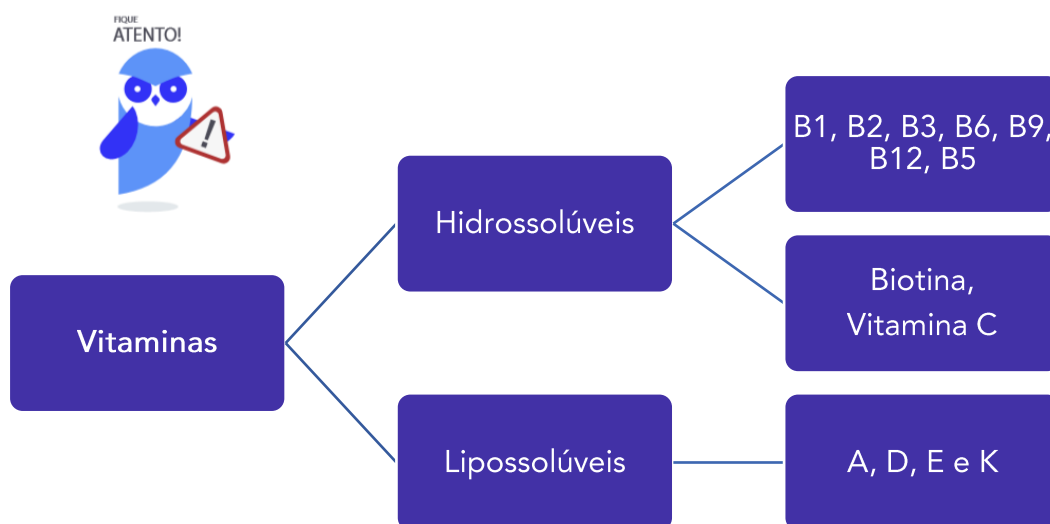 FIQUE
ATENTO!
Vitaminas
Hidrossolúveis
B1, B2, B3, B6, B9,
B12, B5
Biotina,
Vitamina C
Lipossolúveis
A, D, E e K